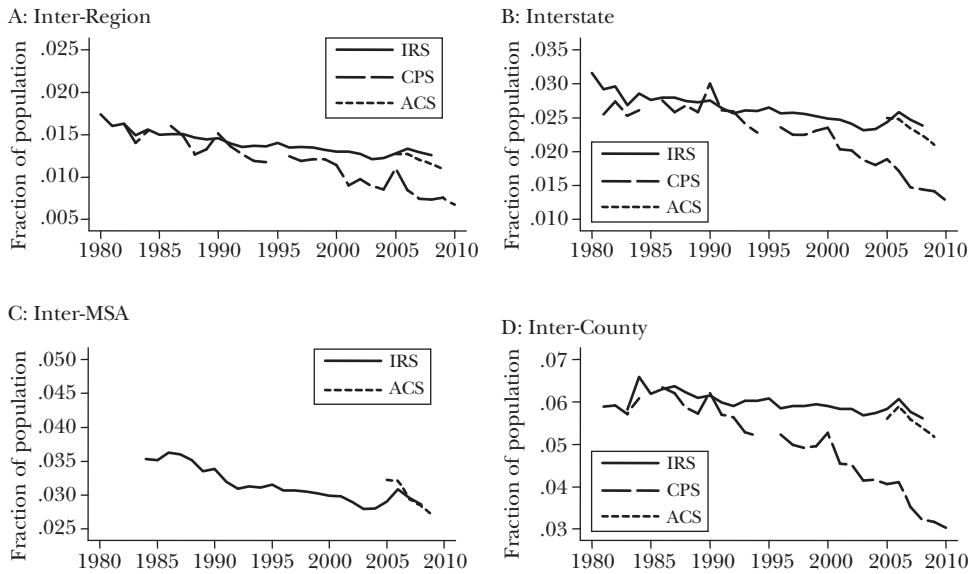 A: Inter-Region
Fraction of population
.025
.020
.015
.010
.005
IRS
CPS
ACS
1980 1985 1990 1995 2000 2005 2010
B: Interstate
Fraction of population
.035
.030
.025
.020
.015
.010
IRS
CPS
ACS
1980 1985 1990 1995 2000 2005 2010
C: Inter-MSA
Fraction of population
.050
.045
.040
.035
.030
.025
IRS
ACS
1980 1985 1990 1995 2000 2005 2010
D: Inter-County
Fraction of population
.07
.06
.05
.04
.03
IRS
CPS
ACS
1980 1985 1990 1995 2000 2005 2010